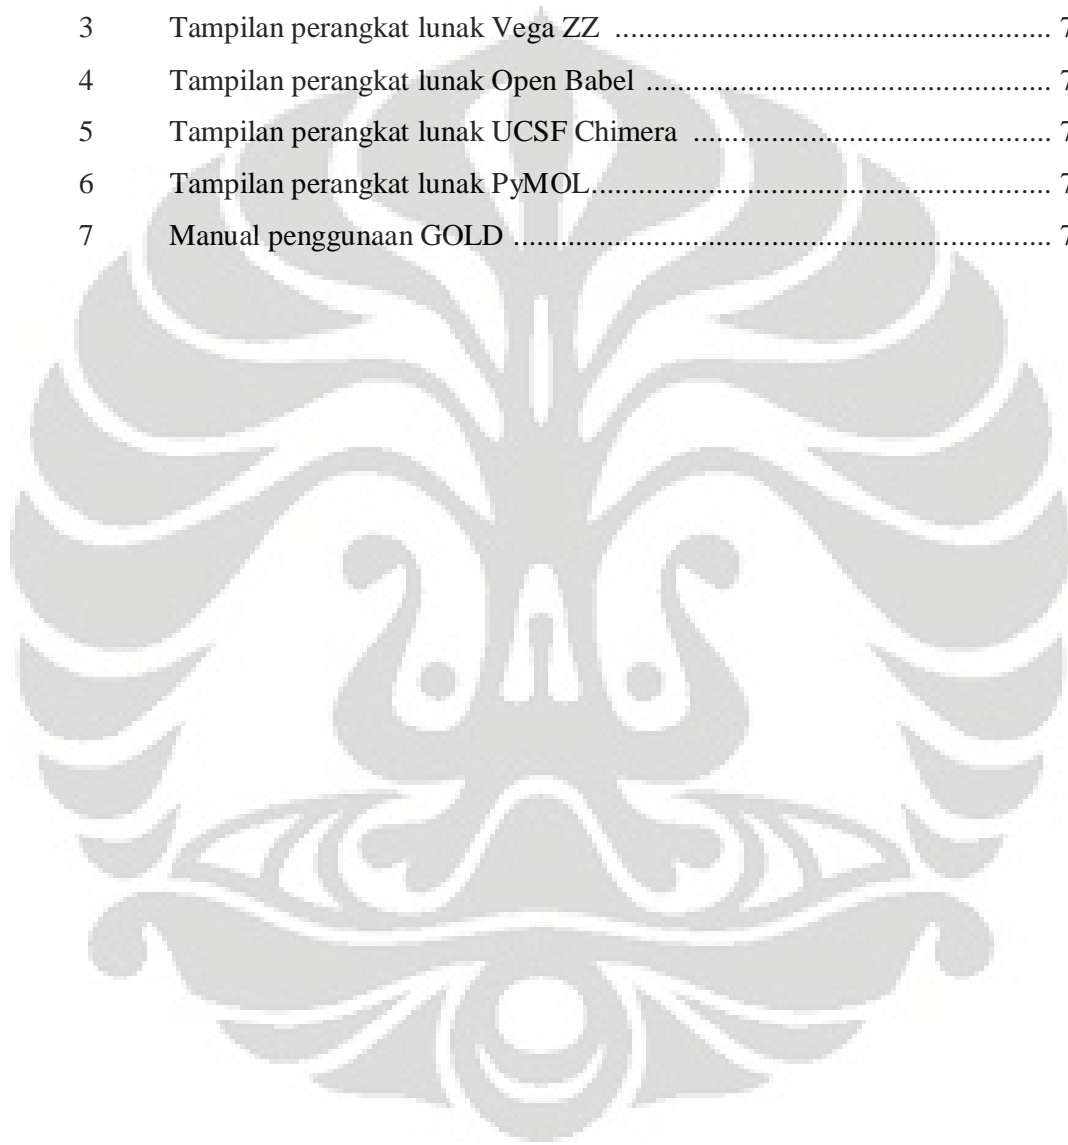 3 Tampilan perangkat lunak Vega ZZ ........................................................ 7
4 Tampilan perangkat lunak Open Babel .................................................... 7
5 Tampilan perangkat lunak UCSF Chimera .............................................. 7
6 Tampilan perangkat lunak PyMOL........................................................... 7
7 Manual penggunaan GOLD ..................................................................... 7